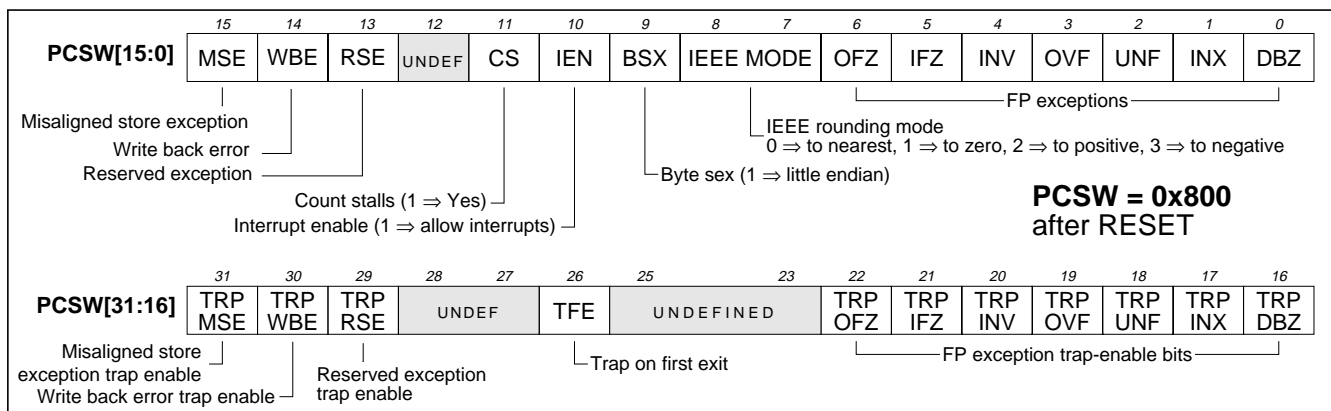 15 14 13 12 11 10 9 8 7 6 5 4 3 2 1 0
PCSW[15:0] MSE WBE RSE UNDEF CS IEN BSX IEEE MODE OFZ IFZ INV OVF UNF INX DBZ
FP exceptions
Misaligned store exception
IEEE rounding mode
Write back error
0 ⇒ to nearest, 1 ⇒ to zero, 2 ⇒ to positive, 3 ⇒ to negative
Reserved exception
Byte sex (1 ⇒ little endian)
Count stalls (1 ⇒ Yes)
Interrupt enable (1 ⇒ allow interrupts)
PCSW = 0x800
after RESET
31 30 29 28 27 26 25 23 22 21 20 19 18 17 16
PCSW[31:16] TRP MSE TRP WBE TRP RSE UNDEF TFE UNDEFINED TRP OFZ TRP IFZ TRP INV TRP OVF TRP UNF TRP INX TRP DBZ
Misaligned store
exception trap enable
Write back error trap enable
Reserved exception
trap enable
Trap on first exit
FP exception trap-enable bits